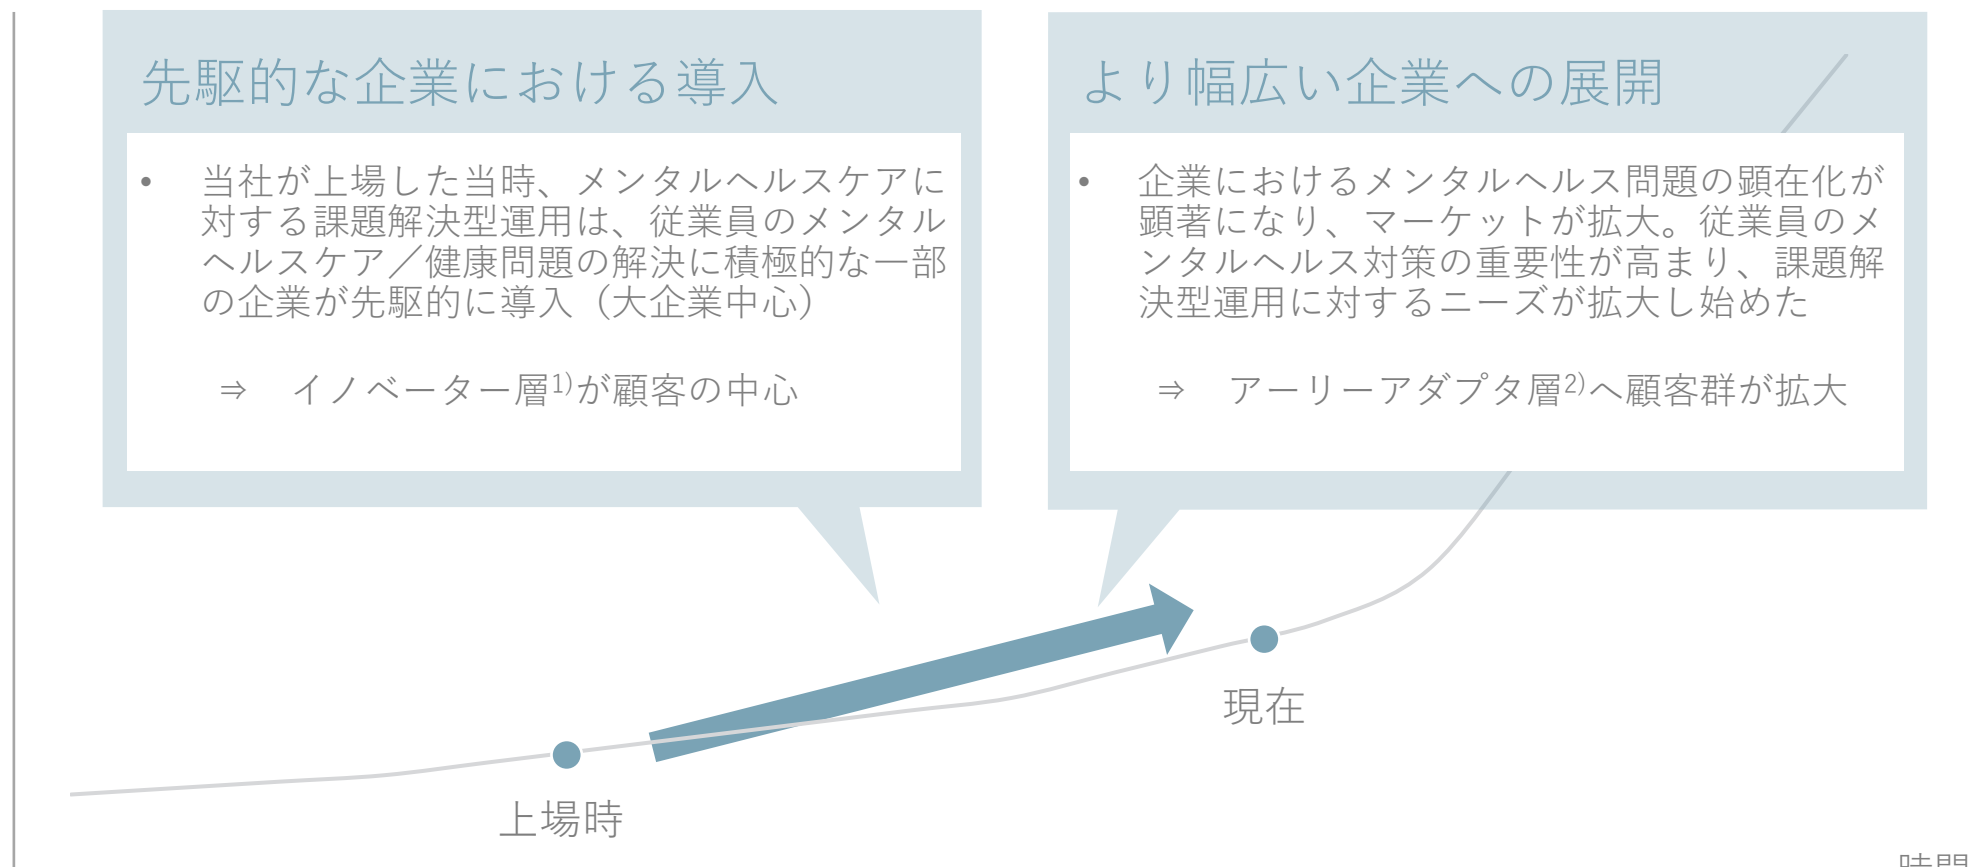 先駆的な企業における導入
• 当社が上場した当時、メンタルヘルスケアに
対する課題解決型運用は、従業員のメンタル
ヘルスケア／健康問題の解決に積極的な一部
の企業が先駆的に導入（大企業中心）
⇒　イノベーター層1)が顧客の中心
より幅広い企業への展開
• 企業におけるメンタルヘルス問題の顕在化が
顕著になり、マーケットが拡大。従業員のメ
ンタルヘルス対策の重要性が高まり、課題解
決型運用に対するニーズが拡大し始めた
⇒　アーリーアダプタ層2)へ顧客群が拡大
現在
上場時
時間